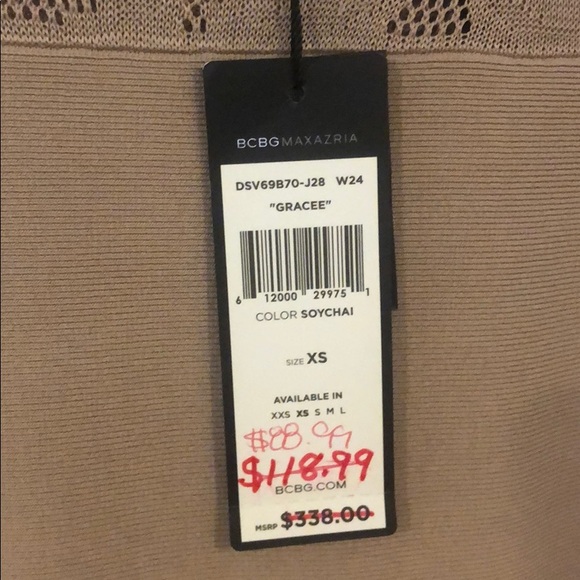 BCBGMAXAZRIA
DSV69B70-J28 W24
"GRACEE"
6 12000 29975 1
COLOR SOYCHAI
SIZE XS
AVAILABLE IN
XXS XS S M L
$88.99
$118.99
BCBG.COM
MSRP $338.00